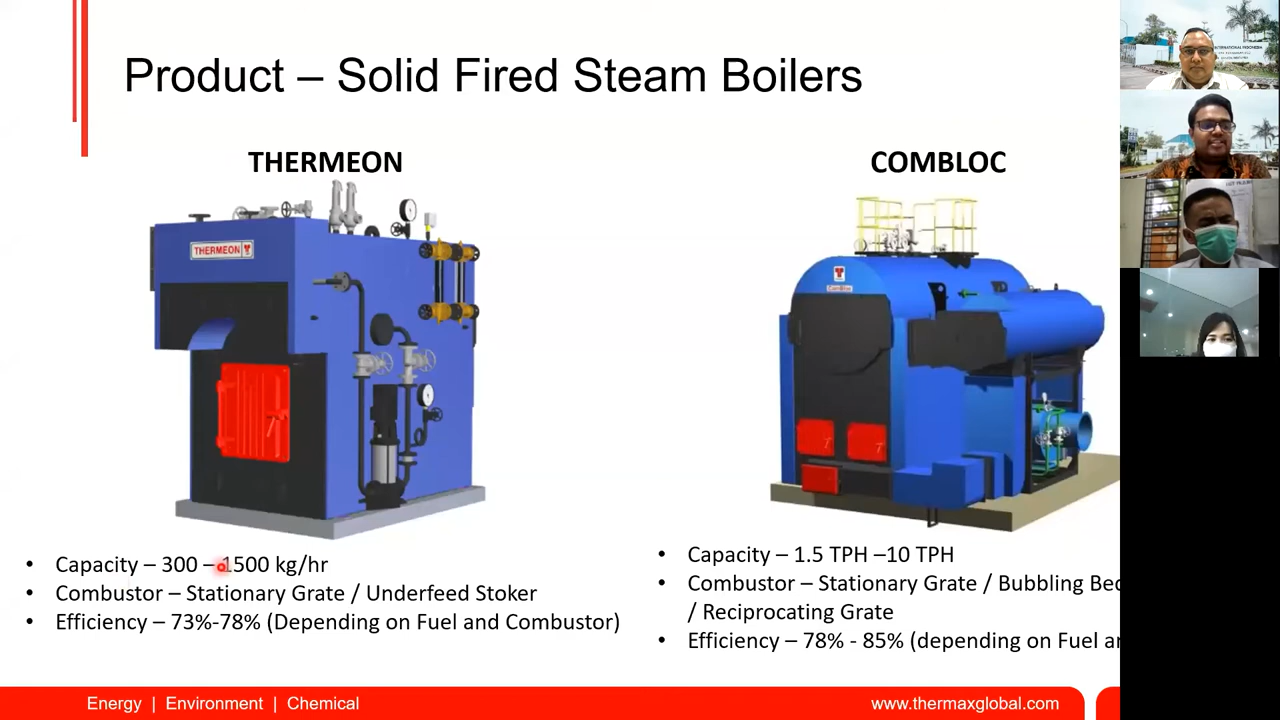 Product – Solid Fired Steam Boilers
THERMEON
THERMEON
• Capacity – 300 – 1500 kg/hr
• Combustor – Stationary Grate / Underfeed Stoker
• Efficiency – 73%-78% (Depending on Fuel and Combustor)
COMBLOC
• Capacity – 1.5 TPH –10 TPH
• Combustor – Stationary Grate / Bubbling Bed
/ Reciprocating Grate
• Efficiency – 78% - 85% (depending on Fuel
Energy | Environment | Chemical
www.thermaxglobal.com